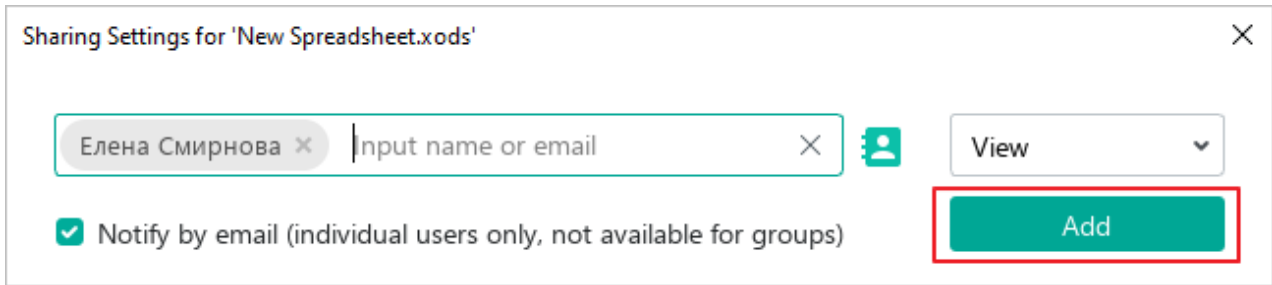 Sharing Settings for 'New Spreadsheet.xods'
Елена Смирнова Input name or email View
Notify by email (individual users only, not available for groups) Add